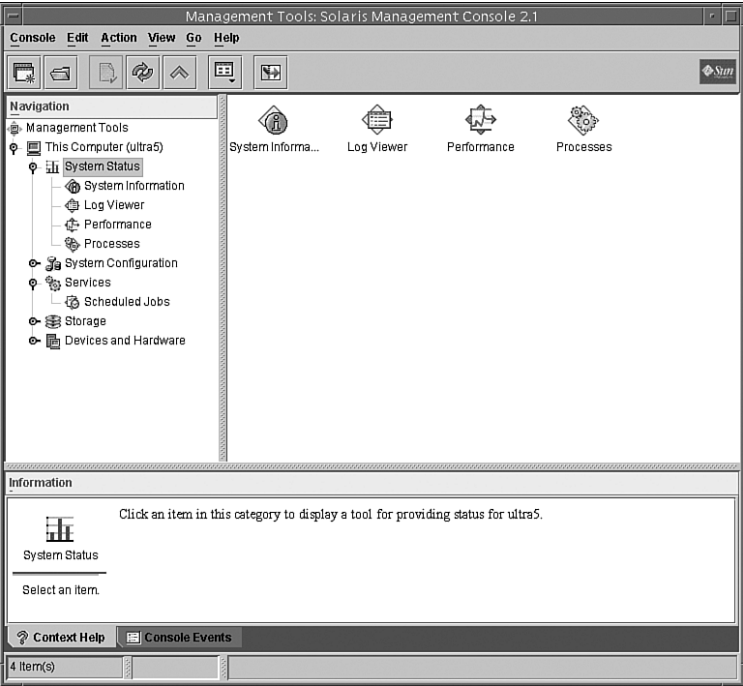 Management Tools: Solaris Management Console 2.1
Console Edit Action View Go Help
Sun
Navigation
Management Tools
This Computer (ultra5)
System Status
System Information
Log Viewer
Performance
Processes
System Configuration
Services
Scheduled Jobs
Storage
Devices and Hardware
System Informa... Log Viewer Performance Processes
Information
Click an item in this category to display a tool for providing status for ultra5.
System Status
Select an item.
Context Help Console Events
4 Item(s)